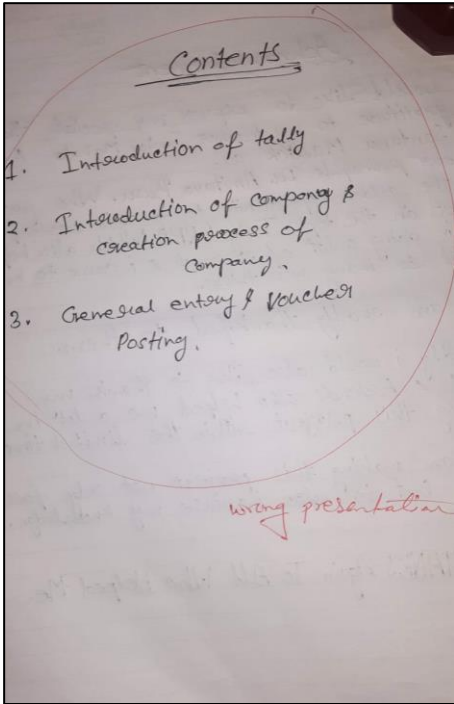 Contents
1. Introduction of tally
2. Introduction of company &
creation process of
company.
3. General entry & Voucher
Posting.
wrong presentation